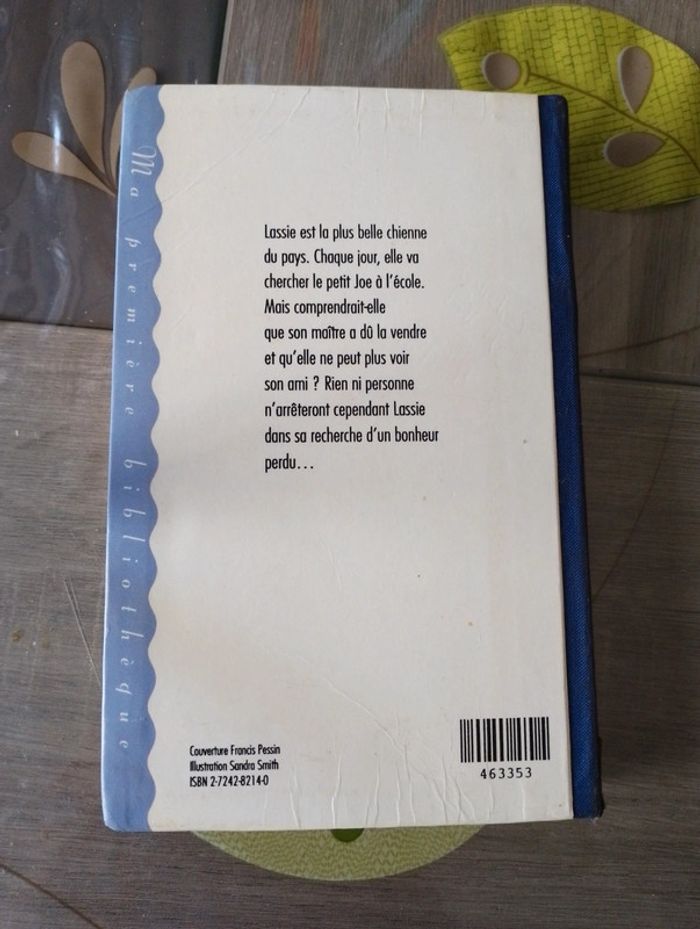 Ma première bibliothèque
Lassie est la plus belle chienne
du pays. Chaque jour, elle va
chercher le petit Joe à l'école.
Mais comprendrait-elle
que son maître a dû la vendre
et qu'elle ne peut plus voir
son ami ? Rien ni personne
n'arrêteront cependant Lassie
dans sa recherche d'un bonheur
perdu...
Couverture Francis Pessin
Illustration Sandra Smith
ISBN 2-7242-8214-0
463353